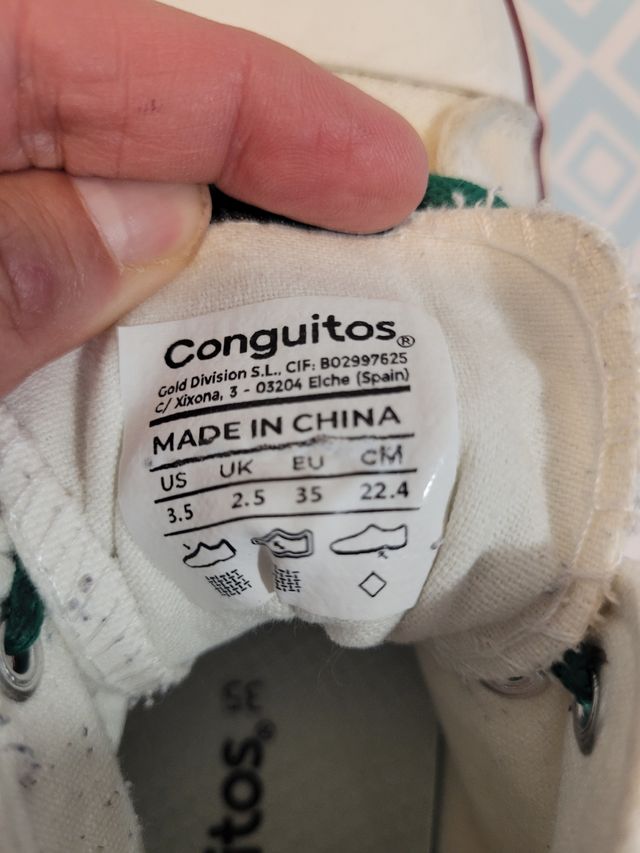 Conguitos®
Gold Division S.L., CIF: B02997625
C/ Xixona, 3 - 03204 Elche (Spain)
MADE IN CHINA
US UK EU CM
3.5 2.5 35 22.4
35
itos®